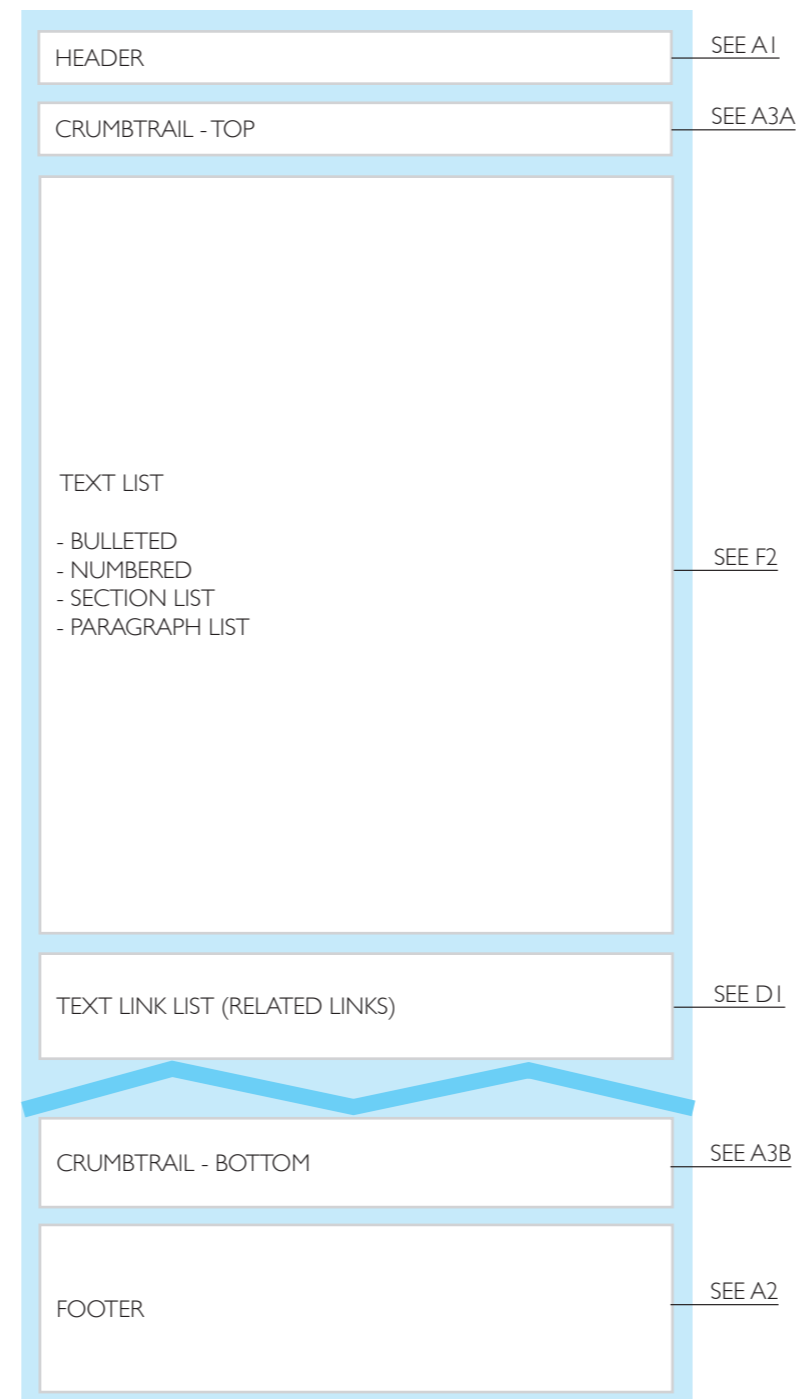 HEADER
SEE A1
CRUMBTRAIL - TOP
SEE A3A
TEXT LIST
- BULLETED
- NUMBERED
- SECTION LIST
- PARAGRAPH LIST
SEE F2
TEXT LINK LIST (RELATED LINKS)
SEE D1
CRUMBTRAIL - BOTTOM
SEE A3B
FOOTER
SEE A2